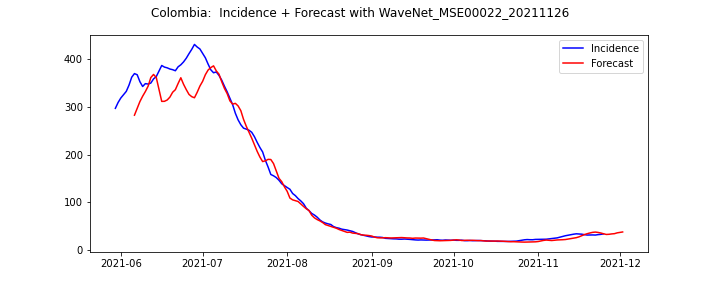 Colombia:  Incidence + Forecast with WaveNet_MSE00022_20211126
Incidence
Forecast
400
300
200
100
0
2021-06 2021-07 2021-08 2021-09 2021-10 2021-11 2021-12